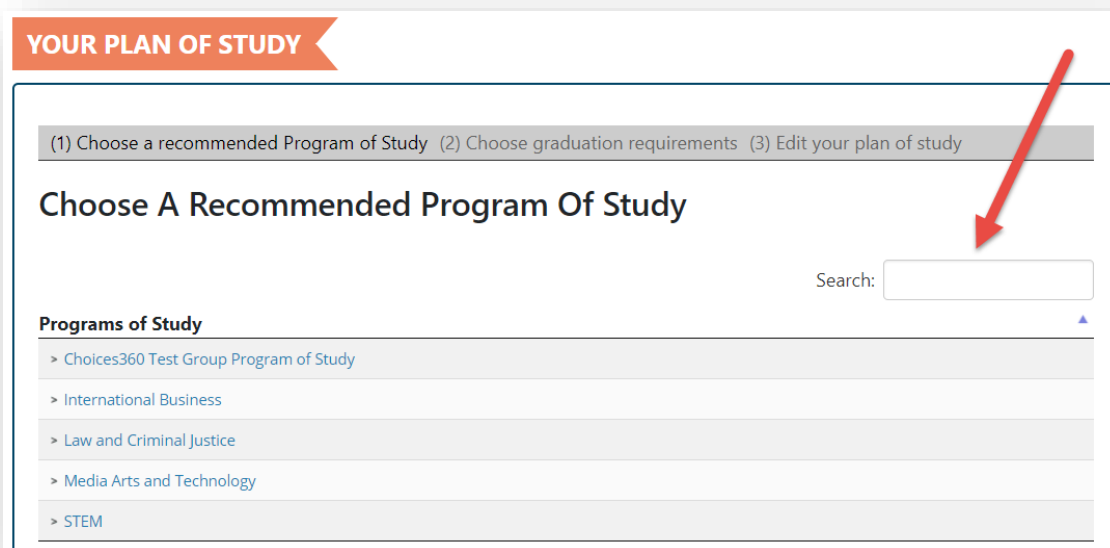 YOUR PLAN OF STUDY
(1) Choose a recommended Program of Study (2) Choose graduation requirements (3) Edit your plan of study
Choose A Recommended Program Of Study
Search:
Programs of Study
> Choices360 Test Group Program of Study
> International Business
> Law and Criminal Justice
> Media Arts and Technology
> STEM